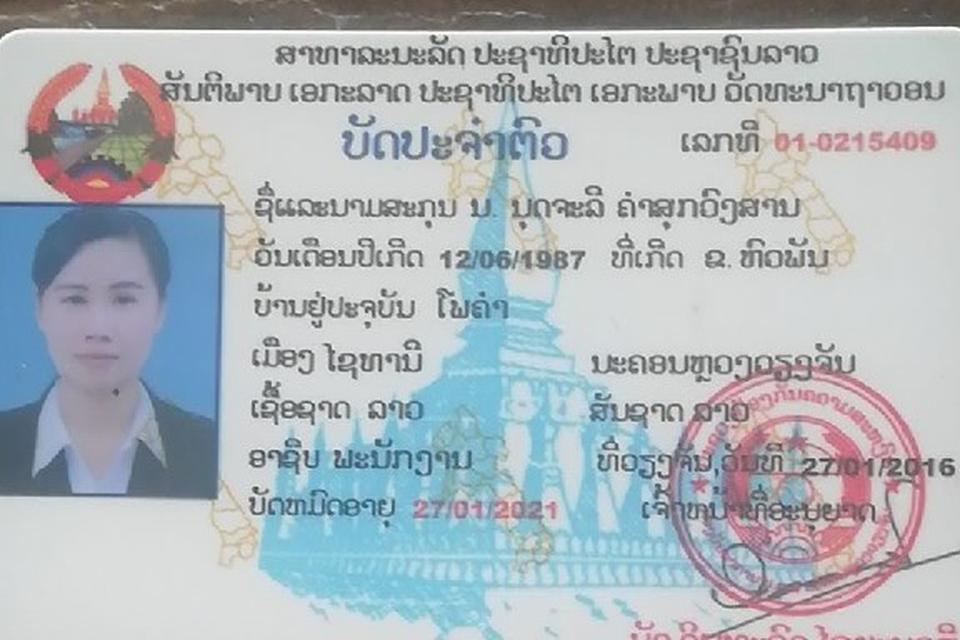 ສາທາລະນະລັດ ປະຊາທິປະໄຕ ປະຊາຊົນລາວ
ສັນຕິພາບ ເອກະລາດ ປະຊາທິປະໄຕ ເອກະພາບ ວັດທະນາຖາວອນ
ບັດປະຈຳຕົວ ເລກທີ 01-0215409
ຊື່ແລະນາມສະກຸນ ນ. ນຸດຈະລີ ຄຳສຸກວົງສານ
ວັນເດືອນປີເກີດ 12/06/1987 ທີ່ເກີດ ຂ. ຫົວພັນ
ບ້ານຢູ່ປະຈຸບັນ ໂພຄຳ
ເມືອງ ໄຊທານີ ນະຄອນຫຼວງວຽງຈັນ
ເຊື້ອຊາດ ລາວ ສັນຊາດ ລາວ
ອາຊີບ ພະນັກງານ ທີ່ວຽງຈັນ,ວັນທີ 27/01/2016
ບັດຫມົດອາຍຸ 27/01/2021 ເຈົ້າຫນ້າທີ່ອະນຸຍາດ